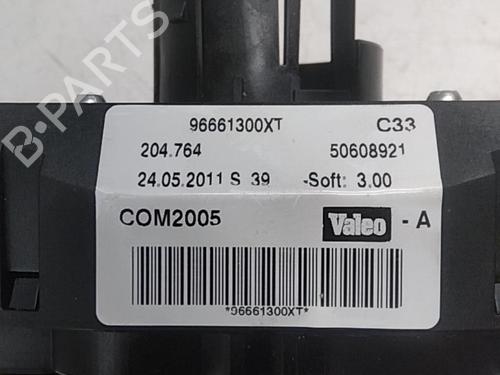 B-PARTS
96661300XT C33
204.764 50608921
24.05.2011 S 39 -Soft: 3.00
COM2005 Valeo - A
*96661300XT*